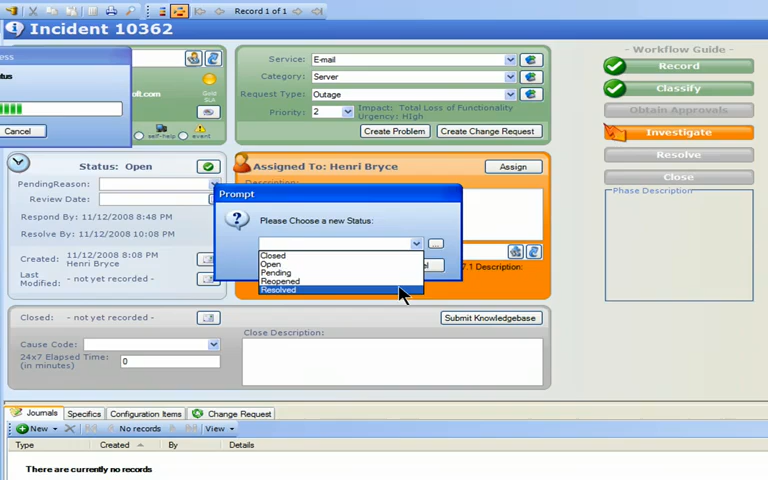 Record 1 of 1
Incident 10362
Cancel
Gold
SLA
self-help
event
Service: E-mail
Category: Server
Request Type: Outage
Priority: 2
Impact: Total Loss of Functionality
Urgency: High
Create Problem
Create Change Request
- Workflow Guide -
Record
Classify
Obtain Approvals
Investigate
Resolve
Close
Phase Description
Status: Open
PendingReason:
Review Date:
Respond By: 11/12/2008 8:48 PM
Resolve By: 11/12/2008 10:08 PM
Created: 11/12/2008 8:08 PM
Henri Bryce
Last Modified: - not yet recorded -
Assigned To: Henri Bryce
Assign
Description:
Prompt
Please Choose a new Status:
...
Closed
Open
Pending
Reopened
Resolved
7.1 Description:
Closed: - not yet recorded -
Submit Knowledgebase
Cause Code:
24x7 Elapsed Time: 0
(in minutes)
Close Description:
Journals
Specifics
Configuration Items
Change Request
New
No records
View
Type
Created
By
Details
There are currently no records